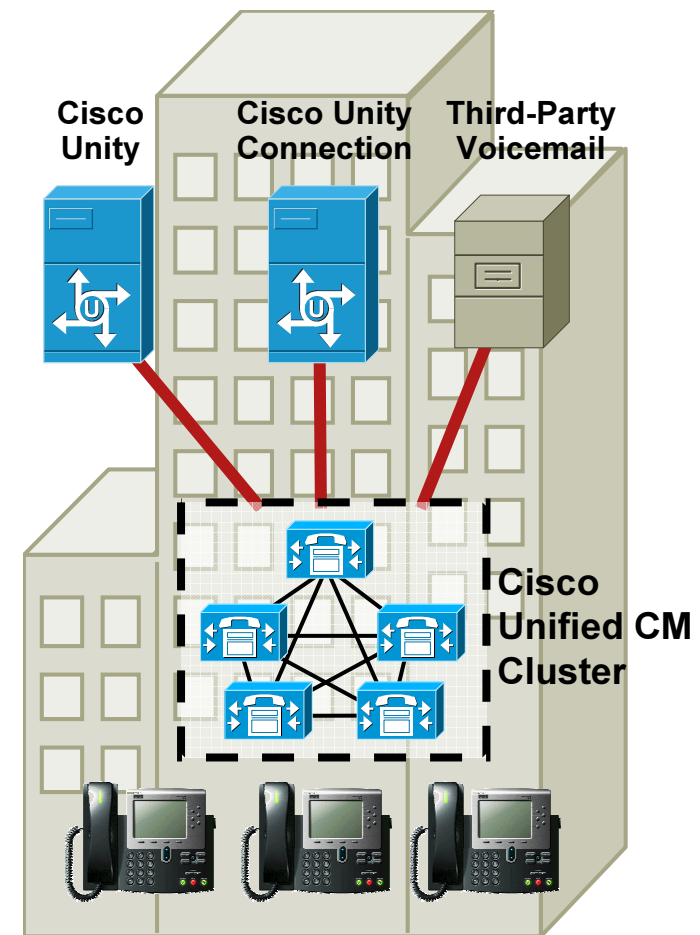 Cisco
Unity
Cisco Unity
Connection
Third-Party
Voicemail
U
U
Cisco
Unified CM
Cluster